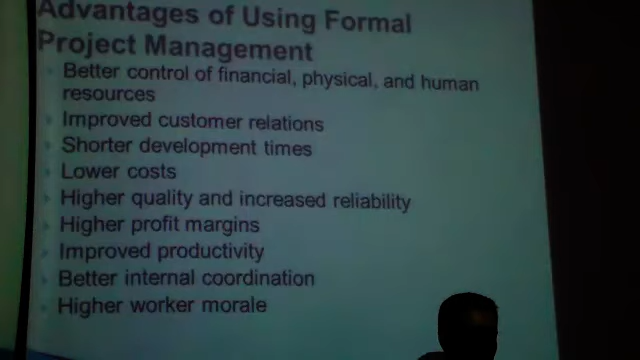 Advantages of Using Formal
Project Management
Better control of financial, physical, and human
resources
Improved customer relations
Shorter development times
Lower costs
Higher quality and increased reliability
Higher profit margins
Improved productivity
Better internal coordination
Higher worker morale